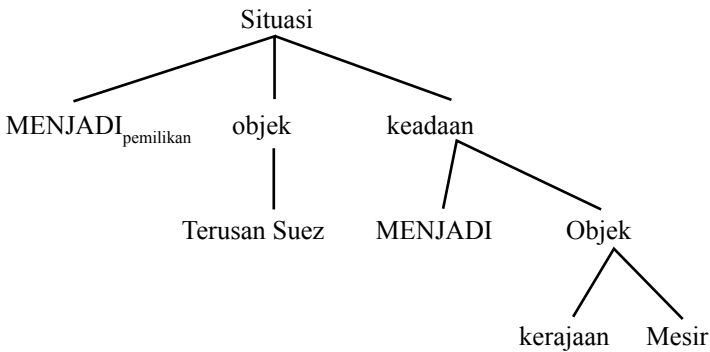 Situasi
MENJADIpemilikan objek keadaan
Terusan Suez MENJADI Objek
kerajaan Mesir